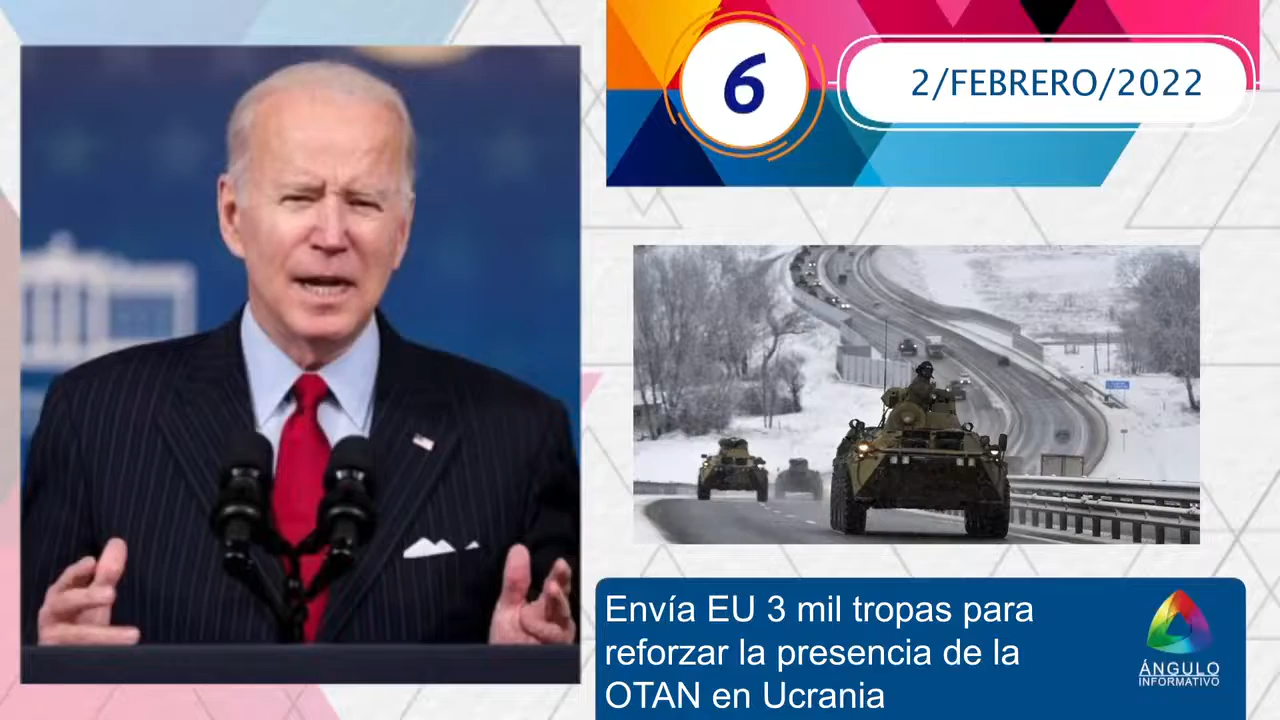 6
2/FEBRERO/2022
Envía EU 3 mil tropas para
reforzar la presencia de la
OTAN en Ucrania
ÁNGULO
INFORMATIVO